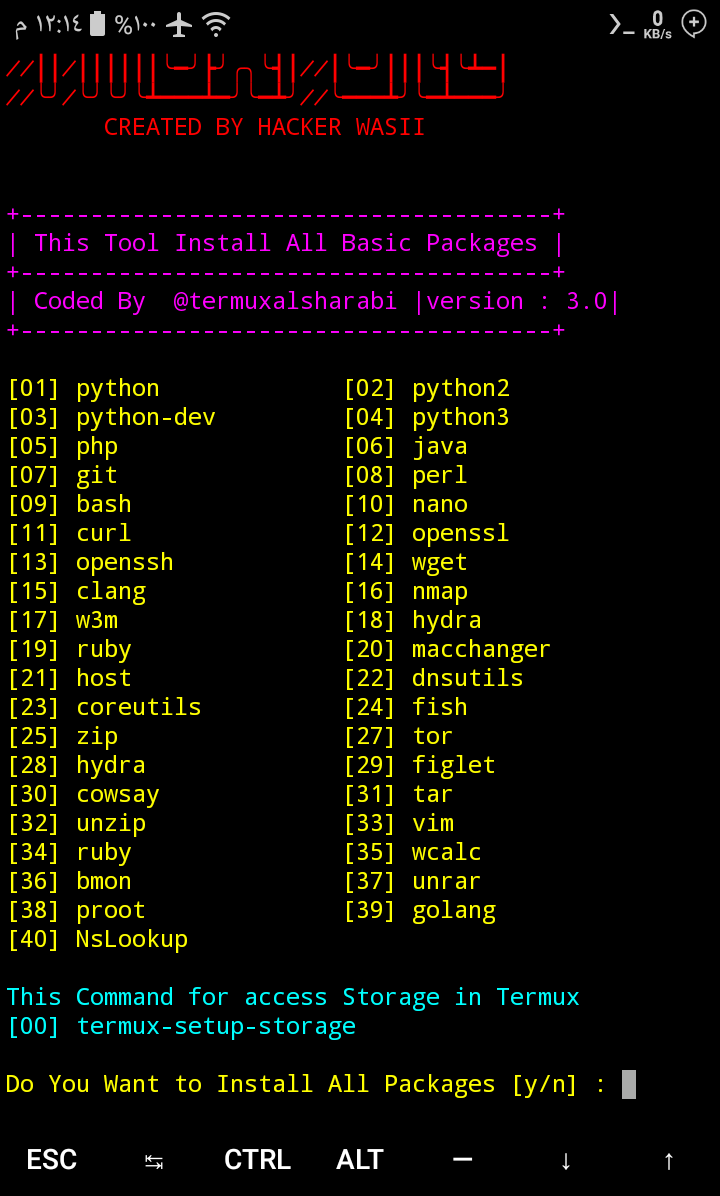 م ١٢:١٤ %١٠٠ 0 KB/s
CREATED BY HACKER WASII
+--------------------------------------+
| This Tool Install All Basic Packages |
+--------------------------------------+
| Coded By  @termuxalsharabi |version : 3.0|
+--------------------------------------+
[01] python [02] python2
[03] python-dev [04] python3
[05] php [06] java
[07] git [08] perl
[09] bash [10] nano
[11] curl [12] openssl
[13] openssh [14] wget
[15] clang [16] nmap
[17] w3m [18] hydra
[19] ruby [20] macchanger
[21] host [22] dnsutils
[23] coreutils [24] fish
[25] zip [27] tor
[28] hydra [29] figlet
[30] cowsay [31] tar
[32] unzip [33] vim
[34] ruby [35] wcalc
[36] bmon [37] unrar
[38] proot [39] golang
[40] NsLookup
This Command for access Storage in Termux
[00] termux-setup-storage
Do You Want to Install All Packages [y/n] :
ESC ↹ CTRL ALT — ↓ ↑